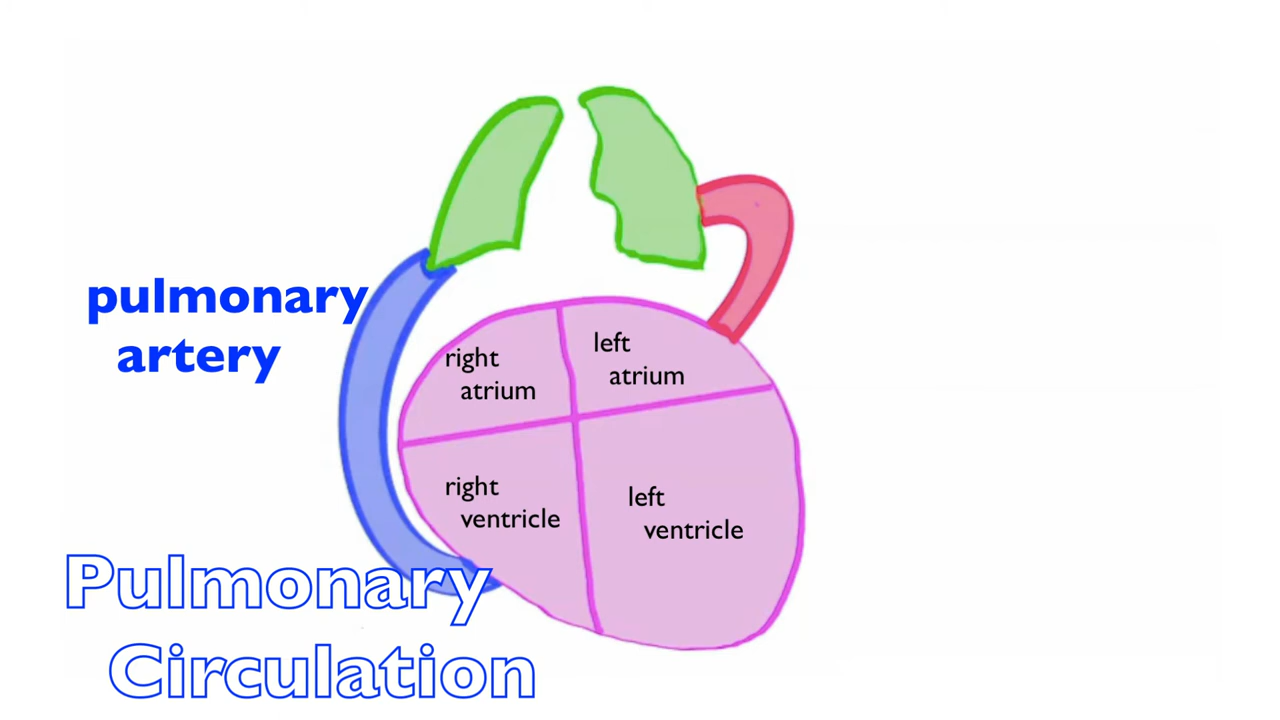 pulmonary
artery
right
atrium
left
atrium
right
ventricle
left
ventricle
Pulmonary
Circulation